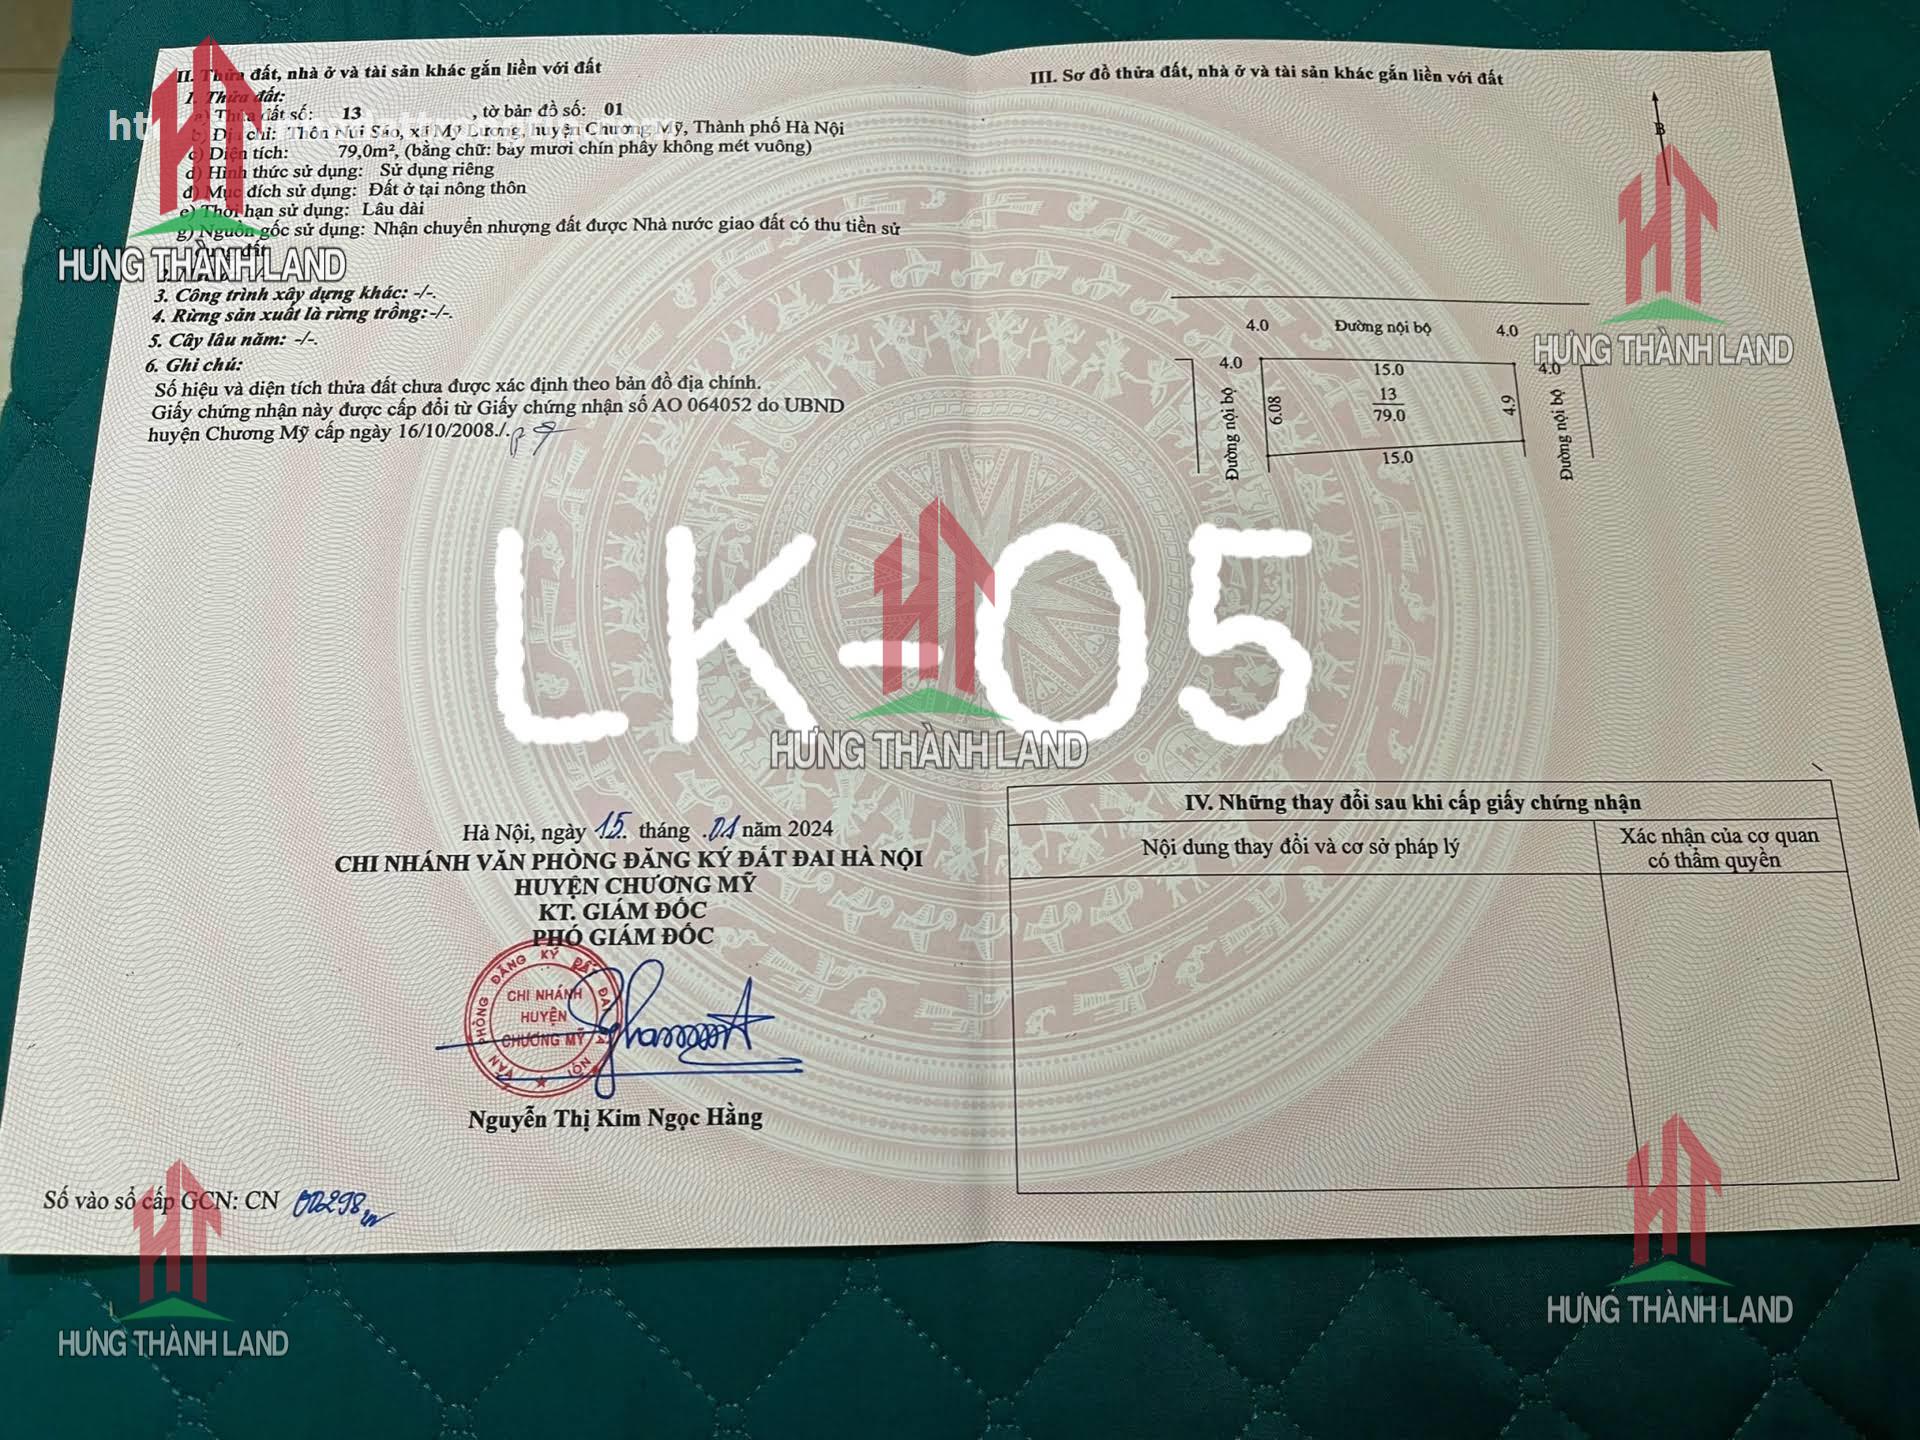 II. Thửa đất, nhà ở và tài sản khác gắn liền với đất
1. Thửa đất:
a) Thửa đất số: 13 , tờ bản đồ số: 01
b) Địa chỉ: Thôn Núi Sáo, xã Mỹ Lương, huyện Chương Mỹ, Thành phố Hà Nội
c) Diện tích: 79,0m², (bằng chữ: bảy mươi chín phẩy không mét vuông)
d) Hình thức sử dụng: Sử dụng riêng
đ) Mục đích sử dụng: Đất ở tại nông thôn
e) Thời hạn sử dụng: Lâu dài
g) Nguồn gốc sử dụng: Nhận chuyển nhượng đất được Nhà nước giao đất có thu tiền sử
đất
HƯNG THÀNH LAND
3. Công trình xây dựng khác: -/-.
4. Rừng sản xuất là rừng trồng:-/-.
5. Cây lâu năm: -/-.
6. Ghi chú:
Số hiệu và diện tích thửa đất chưa được xác định theo bản đồ địa chính.
Giấy chứng nhận này được cấp đổi từ Giấy chứng nhận số AO 064052 do UBND
huyện Chương Mỹ cấp ngày 16/10/2008./.
III. Sơ đồ thửa đất, nhà ở và tài sản khác gắn liền với đất
B
HT
HƯNG THÀNH LAND
4.0 Đường nội bộ 4.0
4.0 15.0 4.0
Đường nội bộ 6.08 13 4.9 Đường nội bộ
79.0
15.0
LK-05
HT
HƯNG THÀNH LAND
Hà Nội, ngày 15. tháng .01 năm 2024
CHI NHÁNH VĂN PHÒNG ĐĂNG KÝ ĐẤT ĐAI HÀ NỘI
HUYỆN CHƯƠNG MỸ
KT. GIÁM ĐỐC
PHÓ GIÁM ĐỐC
VĂN PHÒNG ĐĂNG KÝ ĐẤT ĐAI HÀ NỘI
CHI NHÁNH
HUYỆN
CHƯƠNG MỸ
Nguyễn Thị Kim Ngọc Hằng
Số vào sổ cấp GCN: CN 00298
HT
HƯNG THÀNH LAND
IV. Những thay đổi sau khi cấp giấy chứng nhận
Nội dung thay đổi và cơ sở pháp lý
Xác nhận của cơ quan
có thẩm quyền
HT
HƯNG THÀNH LAND